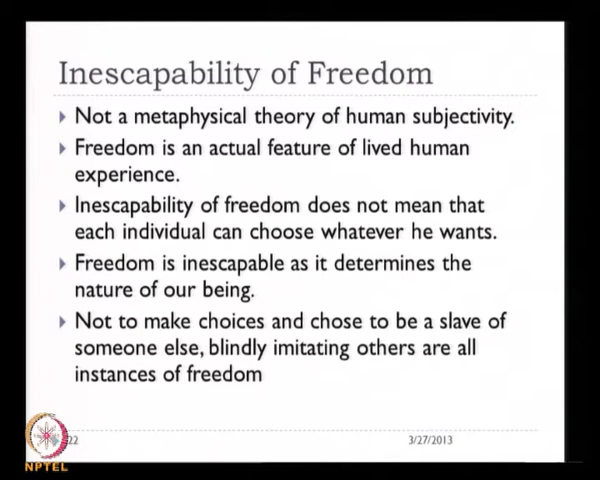 Inescapability of Freedom
Not a metaphysical theory of human subjectivity.
Freedom is an actual feature of lived human
experience.
Inescapability of freedom does not mean that
each individual can choose whatever he wants.
Freedom is inescapable as it determines the
nature of our being.
Not to make choices and chose to be a slave of
someone else, blindly imitating others are all
instances of freedom
22
3/27/2013
NPTEL